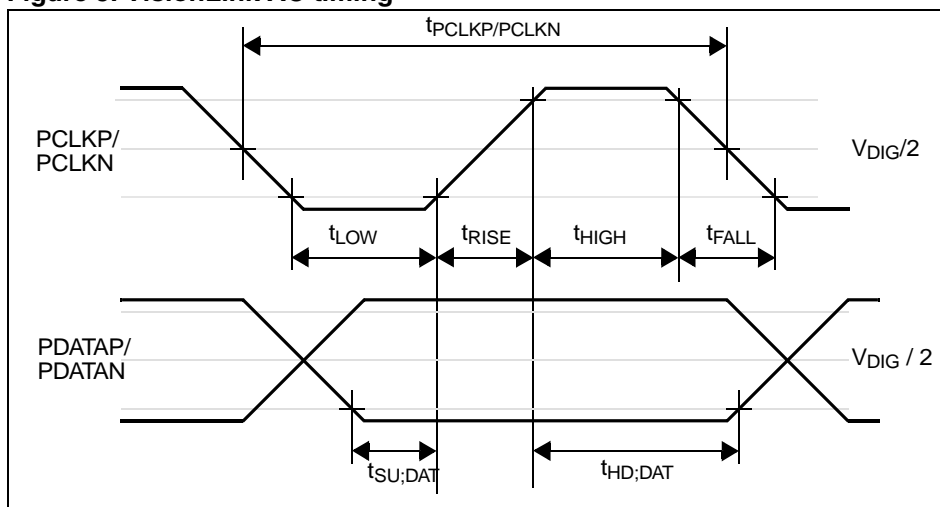 Figure 8. VisionLink AC timing
tPCLKP/PCLKN
PCLKP/
PCLKN
VDIG/2
tLOW
tRISE
tHIGH
tFALL
PDATAP/
PDATAN
VDIG / 2
tSU;DAT
tHD;DAT